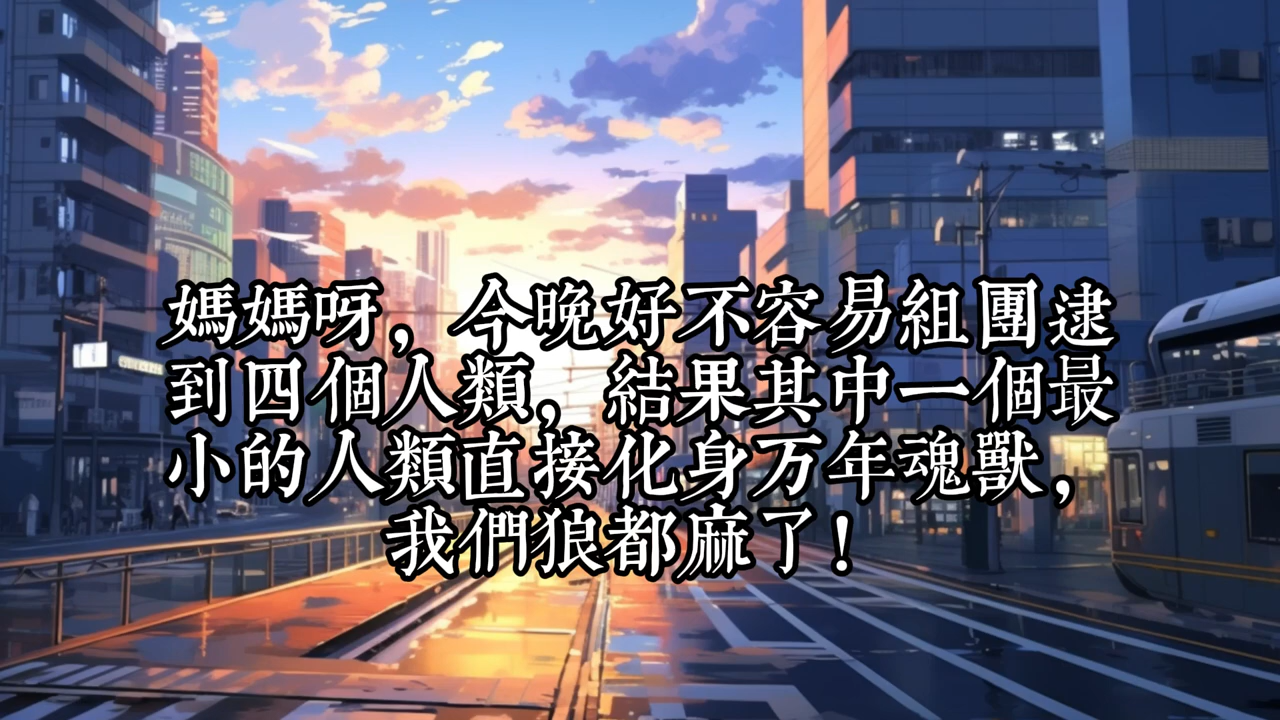 媽媽呀，今晚好不容易組團逮
到四個人類，結果其中一個最
小的人類直接化身万年魂獸，
我們狼都麻了！